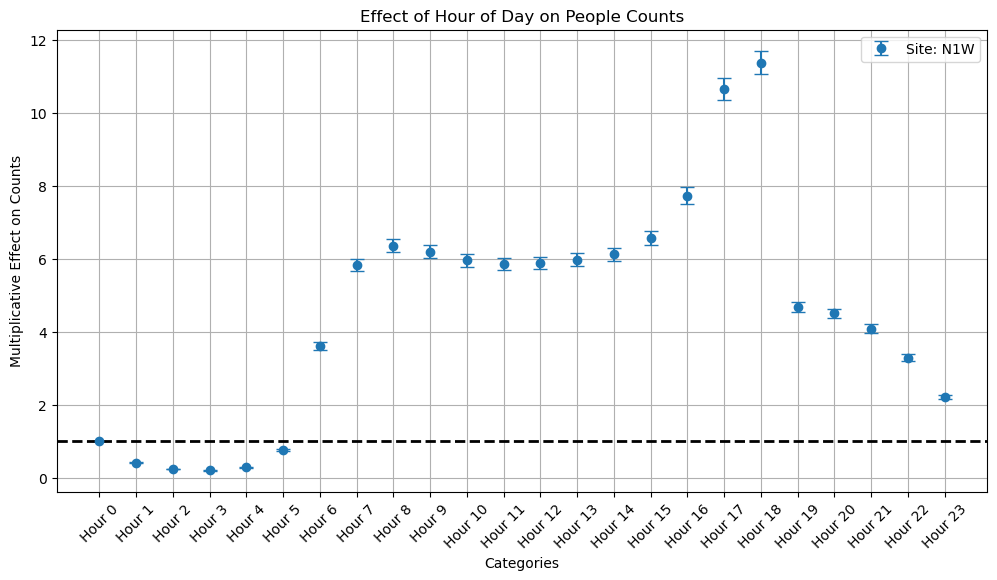 Effect of Hour of Day on People Counts
Site: N1W
Multiplicative Effect on Counts
12
10
8
6
4
2
0
Hour 0
Hour 1
Hour 2
Hour 3
Hour 4
Hour 5
Hour 6
Hour 7
Hour 8
Hour 9
Hour 10
Hour 11
Hour 12
Hour 13
Hour 14
Hour 15
Hour 16
Hour 17
Hour 18
Hour 19
Hour 20
Hour 21
Hour 22
Hour 23
Categories